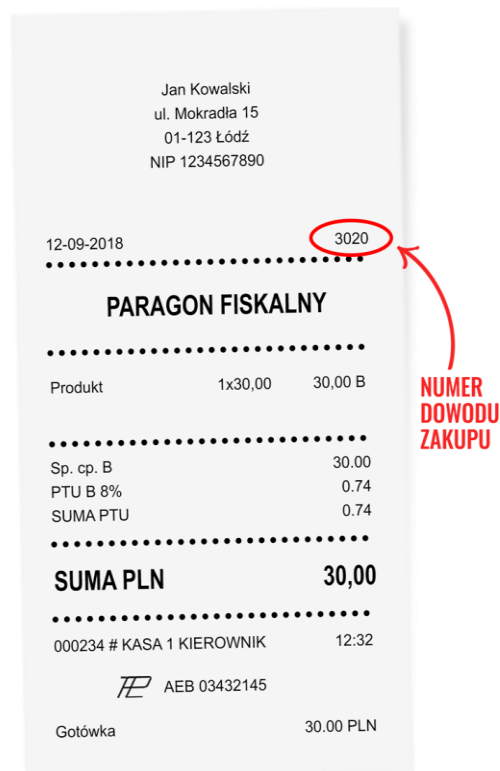 Jan Kowalski
ul. Mokradła 15
01-123 Łódź
NIP 1234567890
12-09-2018 3020
PARAGON FISKALNY
Produkt 1x30,00 30,00 B
Sp. cp. B 30.00
PTU B 8% 0.74
SUMA PTU 0.74
SUMA PLN 30,00
000234 # KASA 1 KIEROWNIK 12:32
AEB 03432145
Gotówka 30.00 PLN
NUMER
DOWODU
ZAKUPU